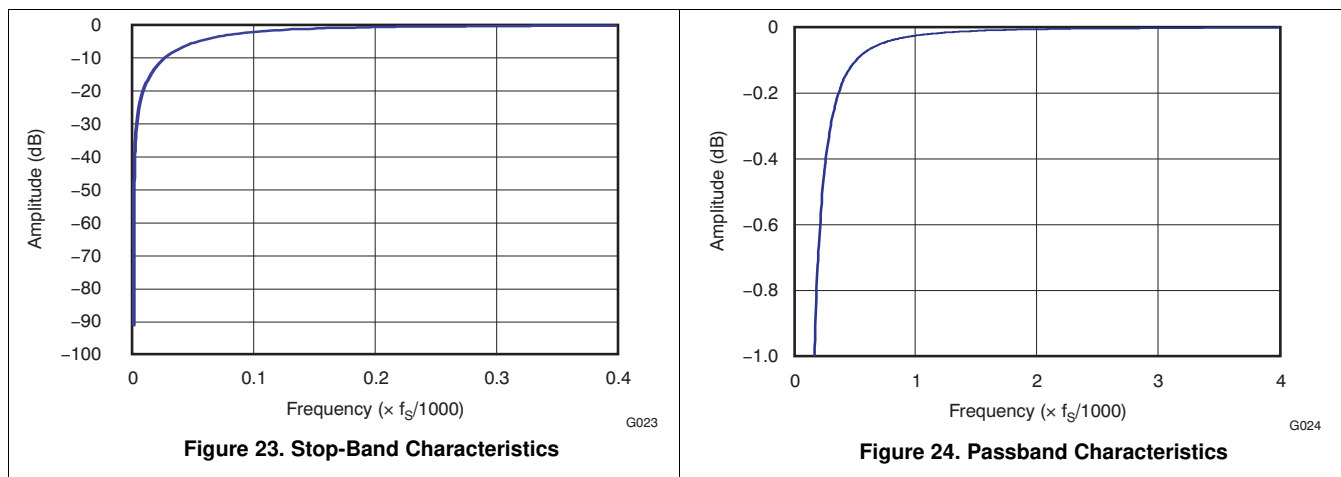 0
−10
−20
−30
−40
−50
−60
−70
−80
−90
−100
Amplitude (dB)
0 0.1 0.2 0.3 0.4
Frequency (× fS/1000)
G023
Figure 23. Stop-Band Characteristics
0
−0.2
−0.4
−0.6
−0.8
−1.0
Amplitude (dB)
0 1 2 3 4
Frequency (× fS/1000)
G024
Figure 24. Passband Characteristics